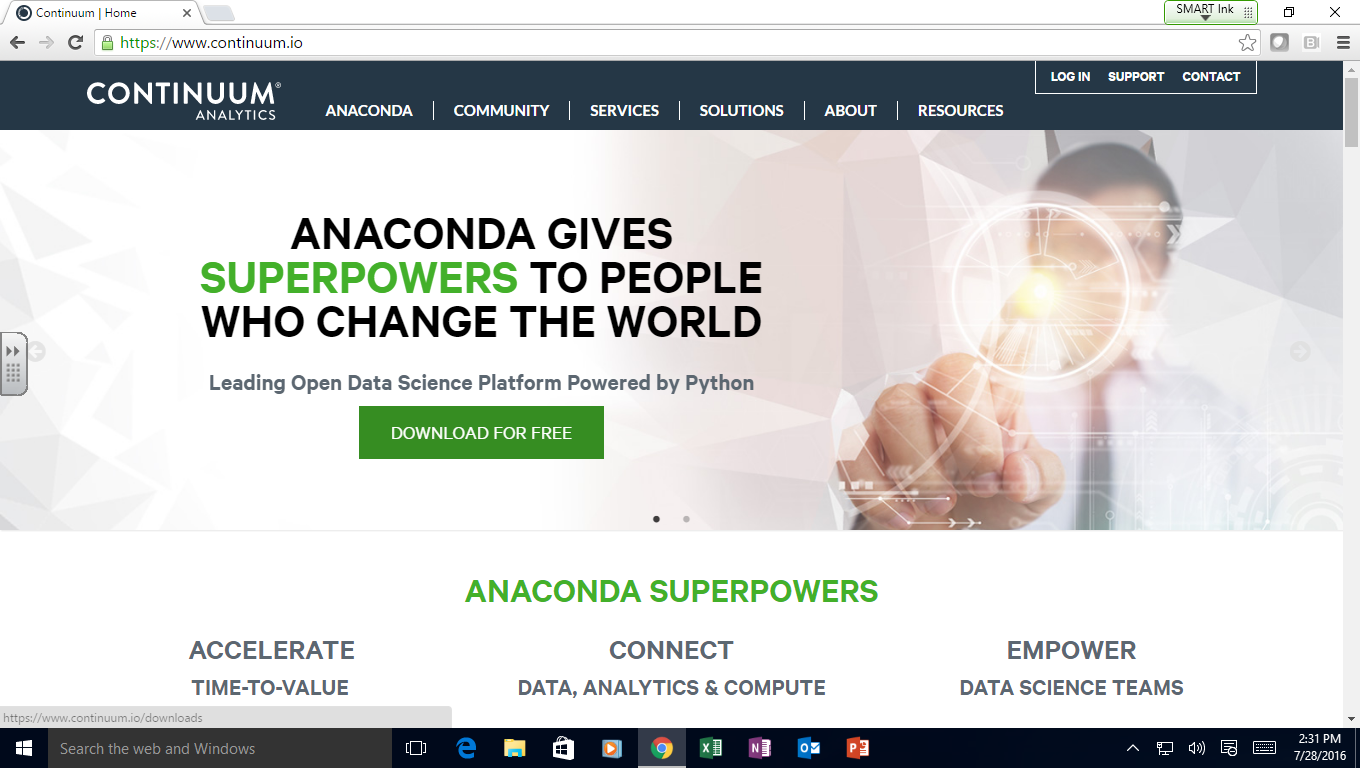 Continuum | Home
SMART Ink
https://www.continuum.io
LOG IN SUPPORT CONTACT
CONTINUUM®
ANALYTICS
ANACONDA COMMUNITY SERVICES SOLUTIONS ABOUT RESOURCES
ANACONDA GIVES
SUPERPOWERS TO PEOPLE
WHO CHANGE THE WORLD
Leading Open Data Science Platform Powered by Python
DOWNLOAD FOR FREE
ANACONDA SUPERPOWERS
ACCELERATE
TIME-TO-VALUE
CONNECT
DATA, ANALYTICS & COMPUTE
EMPOWER
DATA SCIENCE TEAMS
https://www.continuum.io/downloads
Search the web and Windows
2:31 PM
7/28/2016